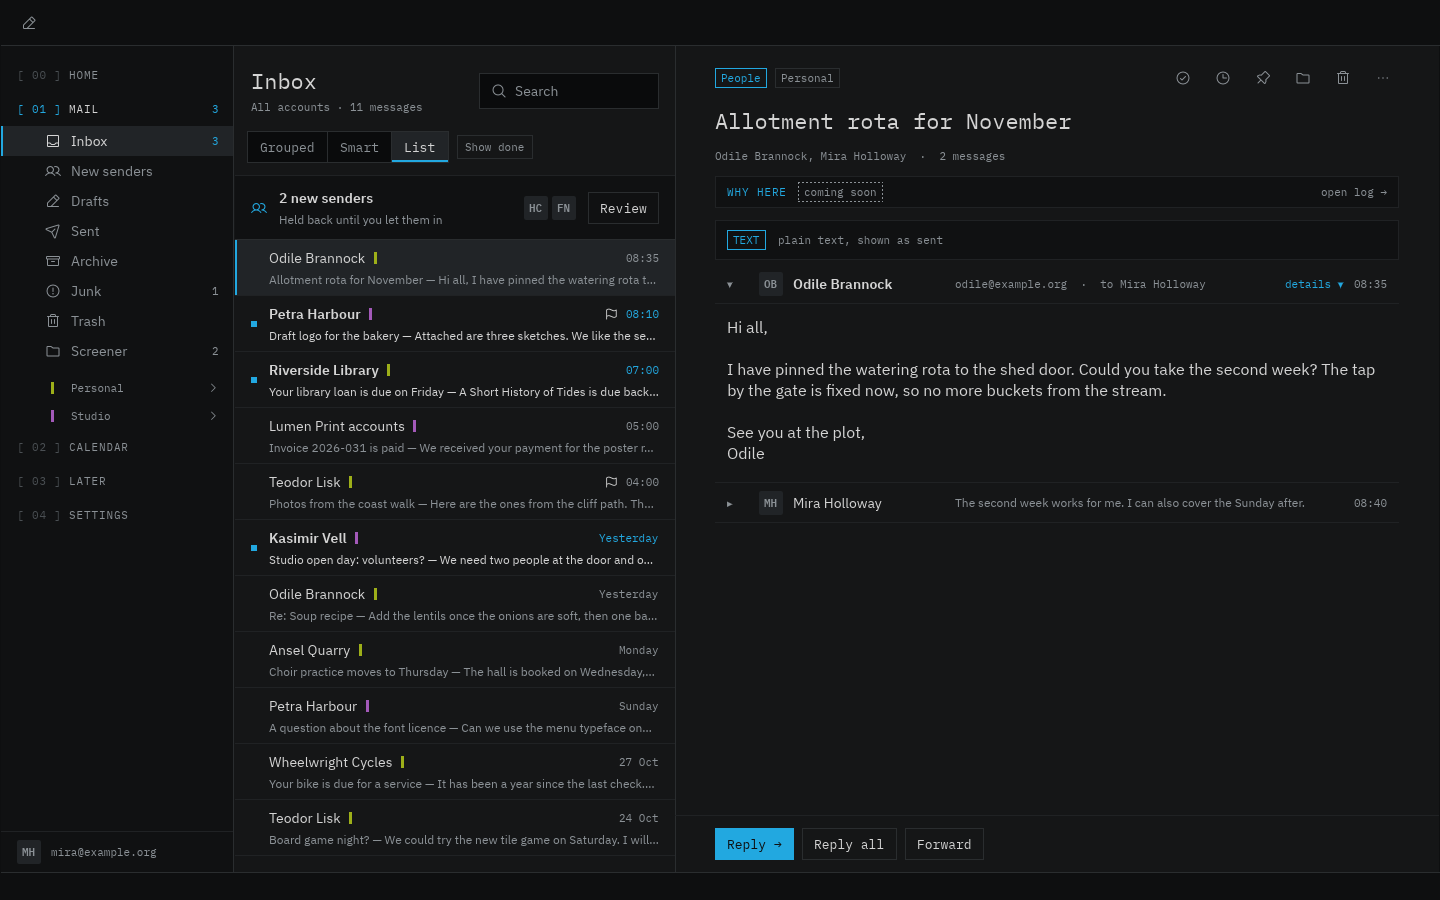 [ 00 ] HOME
[ 01 ] MAIL 3
Inbox 3
New senders
Drafts
Sent
Archive
Junk 1
Trash
Screener 2
Personal
Studio
[ 02 ] CALENDAR
[ 03 ] LATER
[ 04 ] SETTINGS
MH mira@example.org
Inbox
All accounts · 11 messages
Search
Grouped Smart List Show done
2 new senders
Held back until you let them in
HC FN Review
Odile Brannock 08:35
Allotment rota for November — Hi all, I have pinned the watering rota t…
Petra Harbour 08:10
Draft logo for the bakery — Attached are three sketches. We like the se…
Riverside Library 07:00
Your library loan is due on Friday — A Short History of Tides is due back…
Lumen Print accounts 05:00
Invoice 2026-031 is paid — We received your payment for the poster r…
Teodor Lisk 04:00
Photos from the coast walk — Here are the ones from the cliff path. Th…
Kasimir Vell Yesterday
Studio open day: volunteers? — We need two people at the door and o…
Odile Brannock Yesterday
Re: Soup recipe — Add the lentils once the onions are soft, then one ba…
Ansel Quarry Monday
Choir practice moves to Thursday — The hall is booked on Wednesday,…
Petra Harbour Sunday
A question about the font licence — Can we use the menu typeface on…
Wheelwright Cycles 27 Oct
Your bike is due for a service — It has been a year since the last check.…
Teodor Lisk 24 Oct
Board game night? — We could try the new tile game on Saturday. I will…
People Personal
Allotment rota for November
Odile Brannock, Mira Holloway · 2 messages
WHY HERE coming soon open log →
TEXT plain text, shown as sent
▾ OB Odile Brannock odile@example.org · to Mira Holloway details ▾ 08:35
Hi all,
I have pinned the watering rota to the shed door. Could you take the second week? The tap
by the gate is fixed now, so no more buckets from the stream.
See you at the plot,
Odile
▸ MH Mira Holloway The second week works for me. I can also cover the Sunday after. 08:40
Reply → Reply all Forward